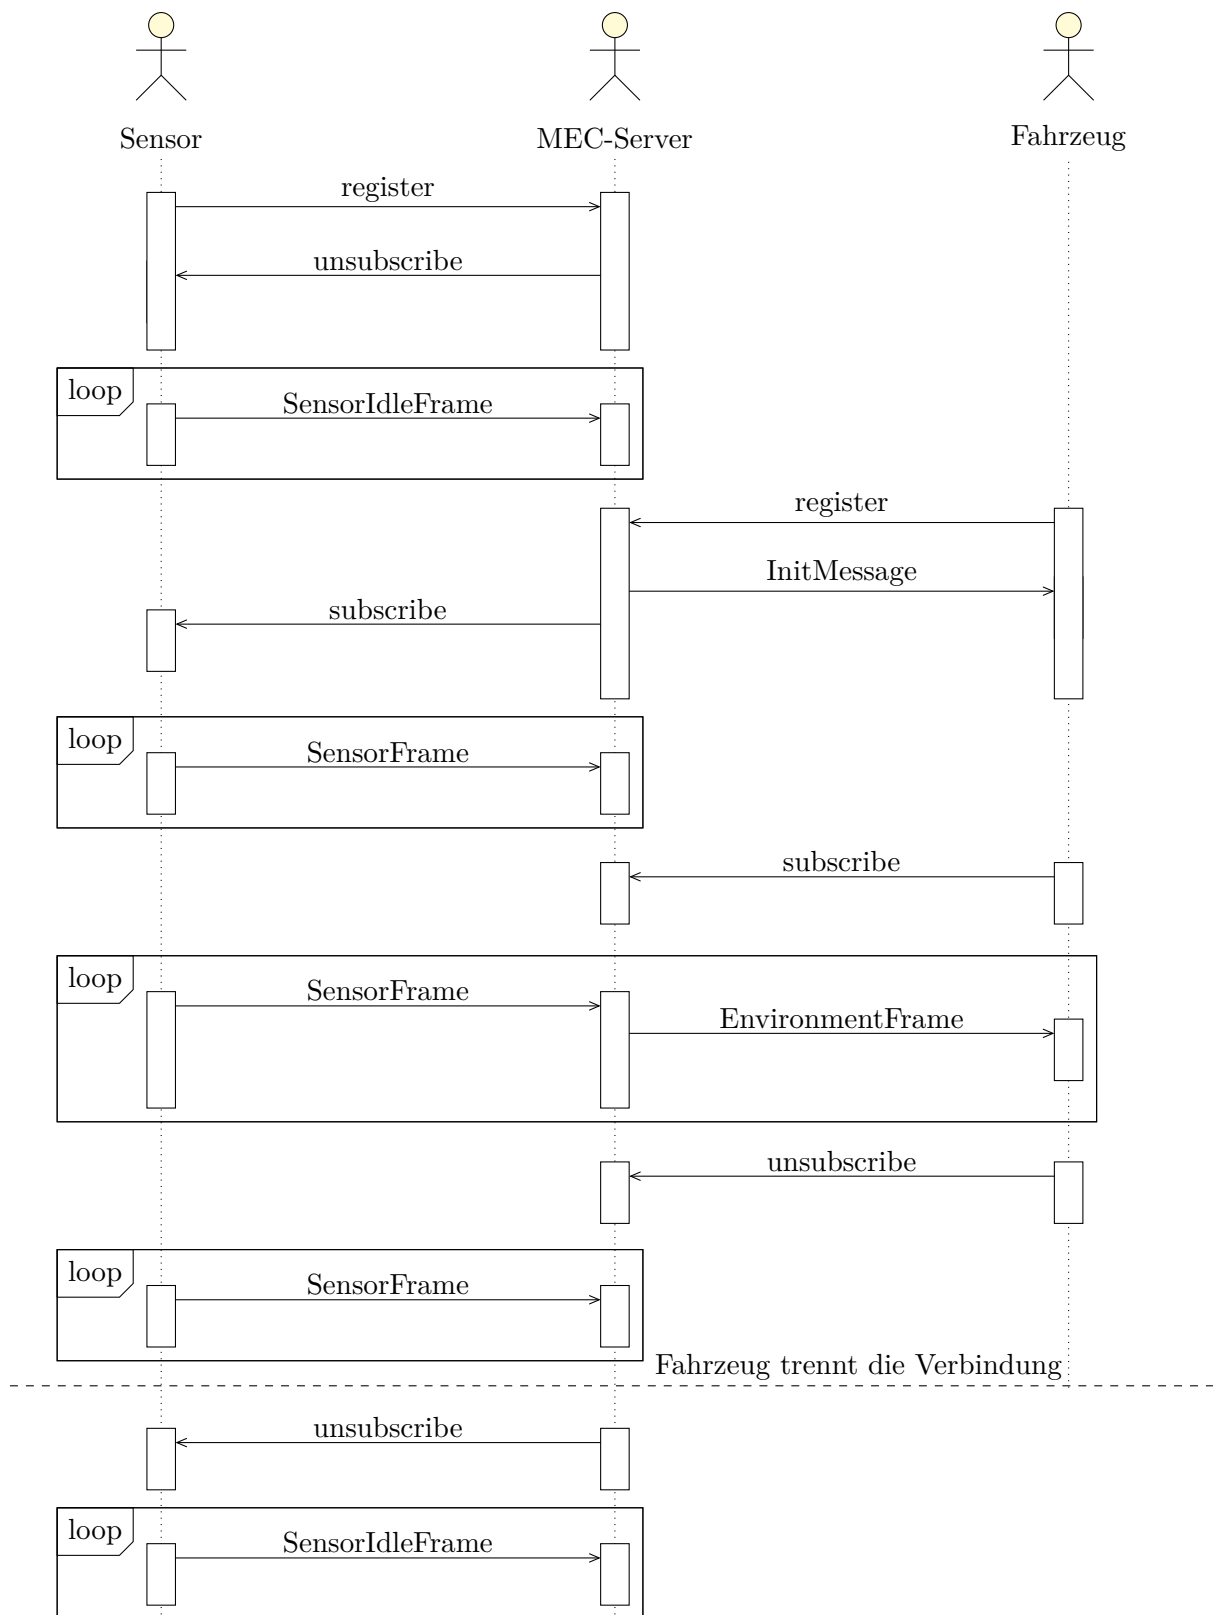 Sensor
MEC-Server
Fahrzeug
register
unsubscribe
loop
SensorIdleFrame
register
InitMessage
subscribe
loop
SensorFrame
subscribe
loop
SensorFrame
EnvironmentFrame
unsubscribe
loop
SensorFrame
Fahrzeug trennt die Verbindung
unsubscribe
loop
SensorIdleFrame